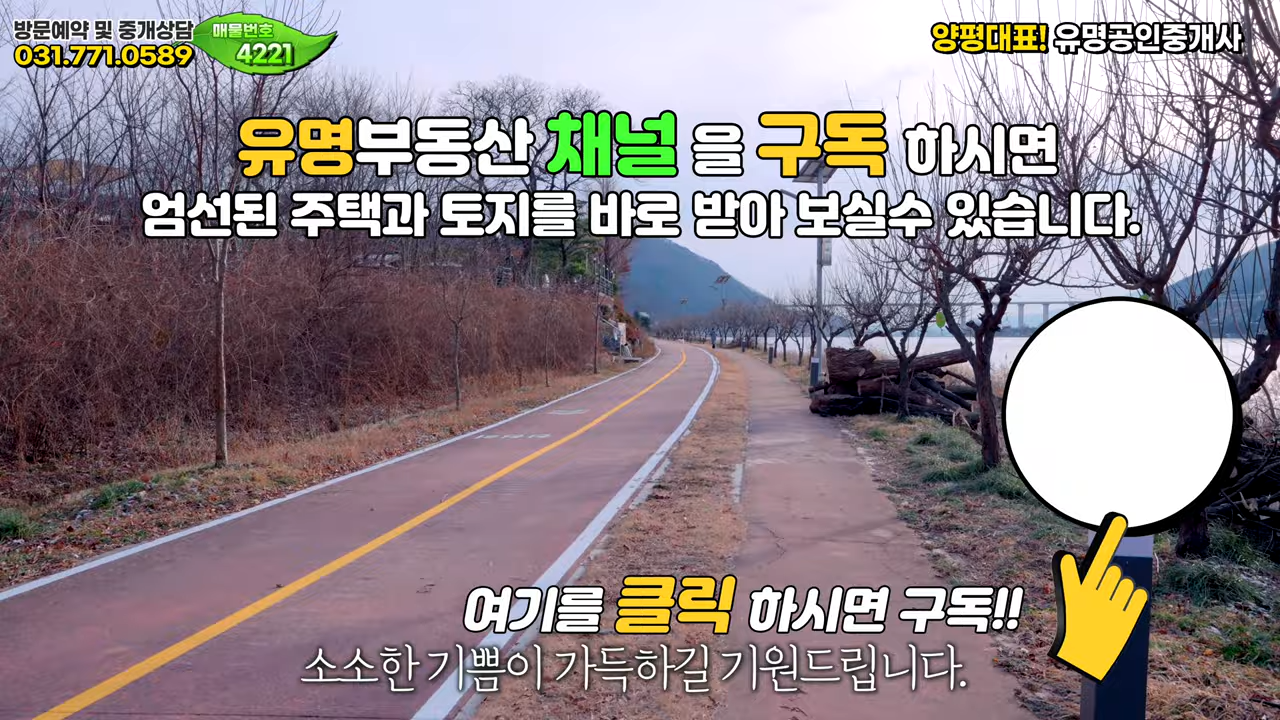 방문예약 및 중개상담
031.771.0589
매물번호
4221
양평대표! 유명공인중개사
유명부동산 채널 을 구독 하시면
엄선된 주택과 토지를 바로 받아 보실수 있습니다.
여기를 클릭 하시면 구독!!
소소한 기쁨이 가득하길 기원드립니다.